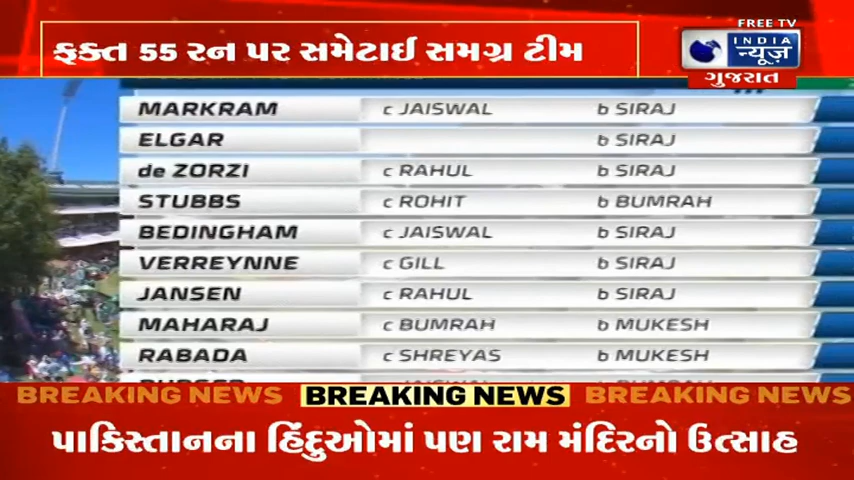 FREE TV
ફક્ત 55 રન પર સમેટાઈ સમગ્ર ટીમ
INDIA
न्यूज़
ગુજરાત
MARKRAM c JAISWAL b SIRAJ
ELGAR b SIRAJ
de ZORZI c RAHUL b SIRAJ
STUBBS c ROHIT b BUMRAH
BEDINGHAM c JAISWAL b SIRAJ
VERREYNNE c GILL b SIRAJ
JANSEN c RAHUL b SIRAJ
MAHARAJ c BUMRAH b MUKESH
RABADA c SHREYAS b MUKESH
BREAKING NEWS BREAKING NEWS BREAKING NEWS
પાકિસ્તાનના હિંદુઓમાં પણ રામ મંદિરનો ઉત્સાહ